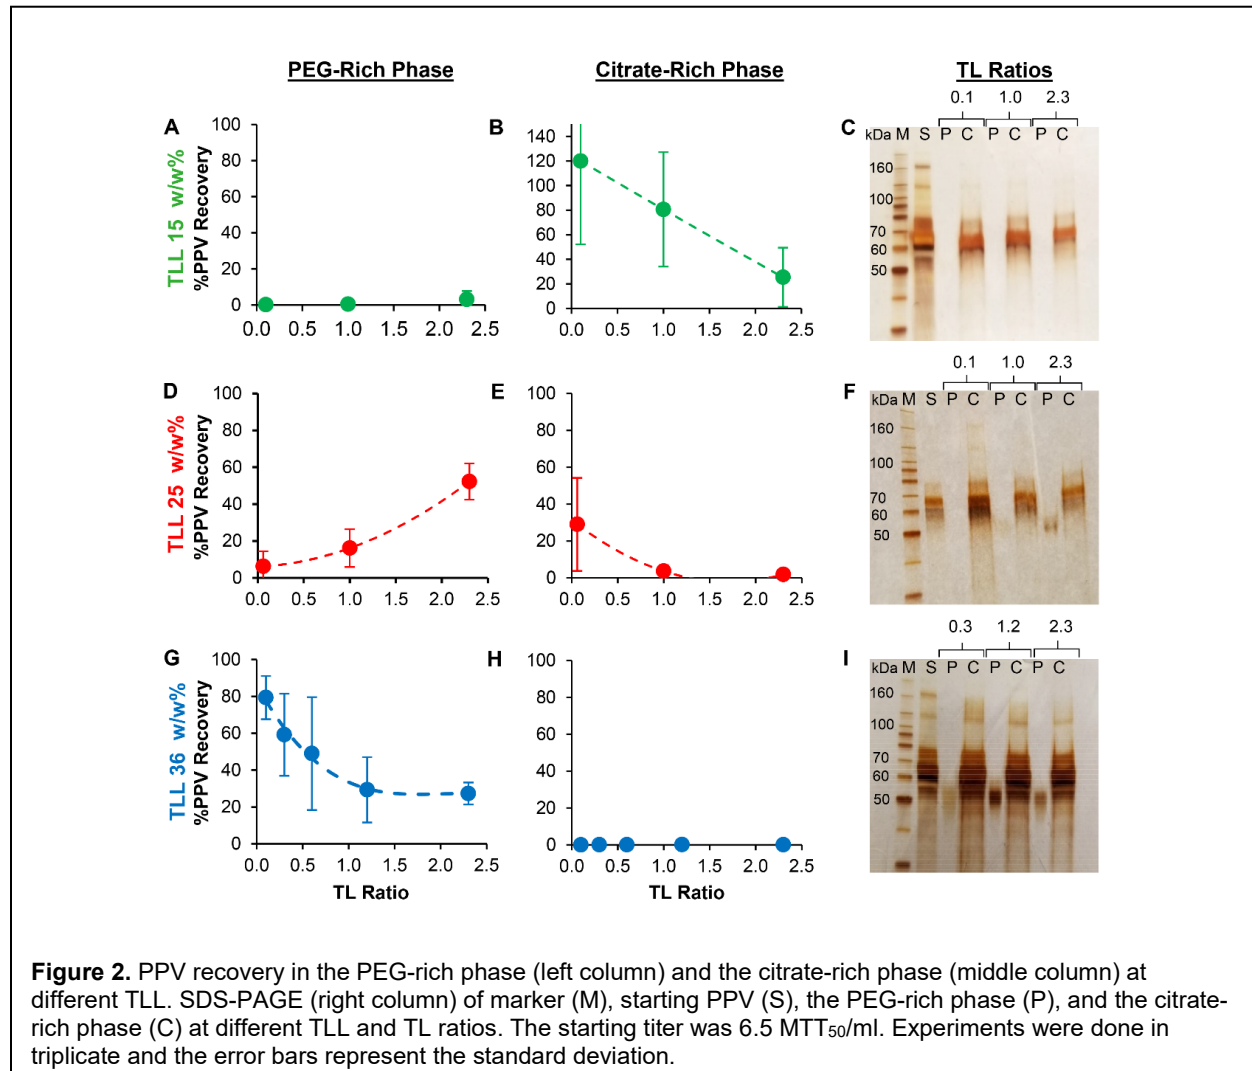 PEG-Rich Phase
Citrate-Rich Phase
TL Ratios
0.1 1.0 2.3
A
TLL 15 w/w%
%PPV Recovery
100
80
60
40
20
0
0.0 0.5 1.0 1.5 2.0 2.5
B
140
120
100
80
60
40
20
0
0.0 0.5 1.0 1.5 2.0 2.5
C
kDa M S P C P C P C
160
100
70
60
50
0.1 1.0 2.3
D
TLL 25 w/w%
%PPV Recovery
100
80
60
40
20
0
0.0 0.5 1.0 1.5 2.0 2.5
E
100
80
60
40
20
0
0.0 0.5 1.0 1.5 2.0 2.5
F
kDa M S P C P C P C
160
100
70
60
50
0.3 1.2 2.3
G
TLL 36 w/w%
%PPV Recovery
100
80
60
40
20
0
0.0 0.5 1.0 1.5 2.0 2.5
TL Ratio
H
100
80
60
40
20
0
0.0 0.5 1.0 1.5 2.0 2.5
TL Ratio
I
kDa M S P C P C P C
160
100
70
60
50
Figure 2. PPV recovery in the PEG-rich phase (left column) and the citrate-rich phase (middle column) at
different TLL. SDS-PAGE (right column) of marker (M), starting PPV (S), the PEG-rich phase (P), and the citrate-
rich phase (C) at different TLL and TL ratios. The starting titer was 6.5 MTT₅₀/ml. Experiments were done in
triplicate and the error bars represent the standard deviation.